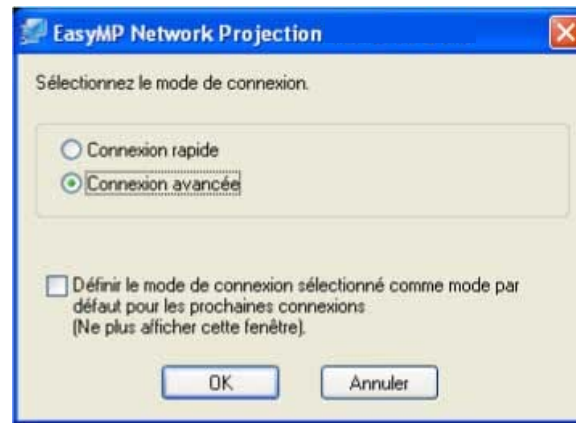 EasyMP Network Projection
Sélectionnez le mode de connexion.
Connexion rapide
Connexion avancée
Définir le mode de connexion sélectionné comme mode par
défaut pour les prochaines connexions
(Ne plus afficher cette fenêtre).
OK
Annuler